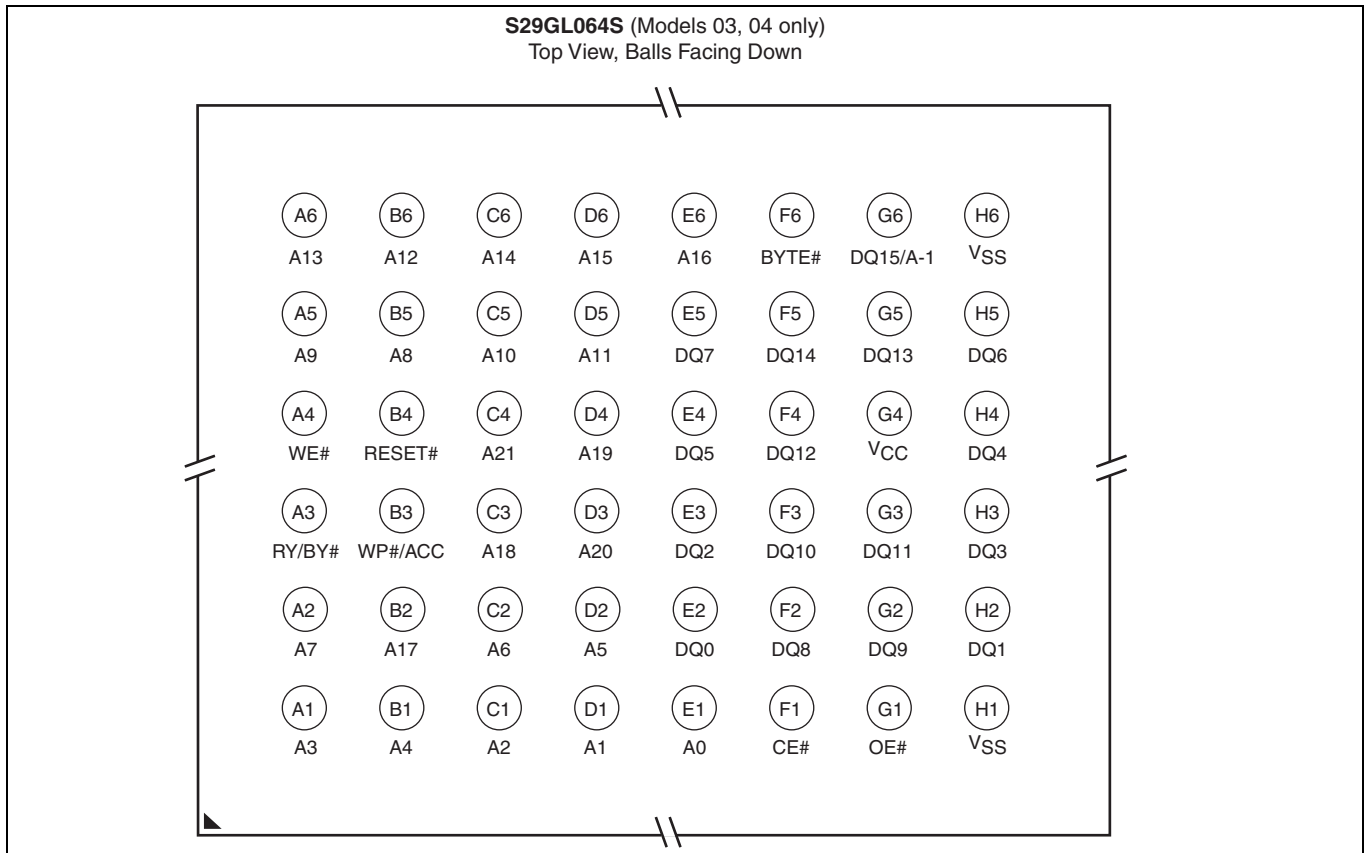 S29GL064S (Models 03, 04 only)
Top View, Balls Facing Down
A6 B6 C6 D6 E6 F6 G6 H6
A13 A12 A14 A15 A16 BYTE# DQ15/A-1 VSS
A5 B5 C5 D5 E5 F5 G5 H5
A9 A8 A10 A11 DQ7 DQ14 DQ13 DQ6
A4 B4 C4 D4 E4 F4 G4 H4
WE# RESET# A21 A19 DQ5 DQ12 VCC DQ4
A3 B3 C3 D3 E3 F3 G3 H3
RY/BY# WP#/ACC A18 A20 DQ2 DQ10 DQ11 DQ3
A2 B2 C2 D2 E2 F2 G2 H2
A7 A17 A6 A5 DQ0 DQ8 DQ9 DQ1
A1 B1 C1 D1 E1 F1 G1 H1
A3 A4 A2 A1 A0 CE# OE# VSS